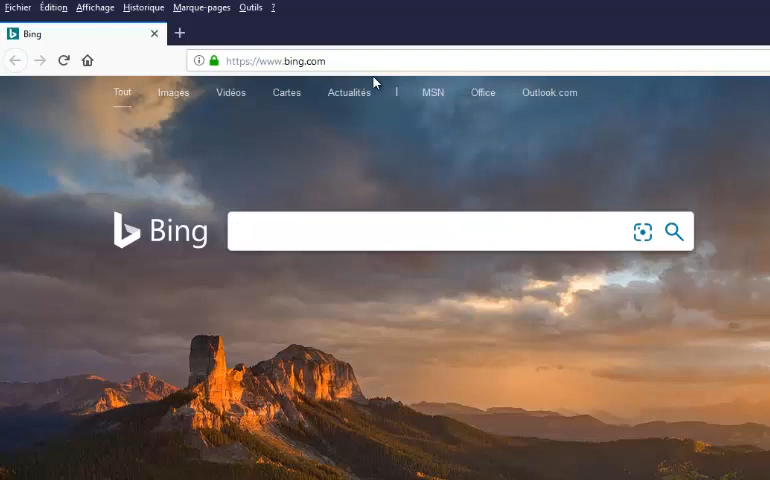 Fichier Édition Affichage Historique Marque-pages Outils ?
Bing
https://www.bing.com
Tout Images Vidéos Cartes Actualités | MSN Office Outlook.com
Bing